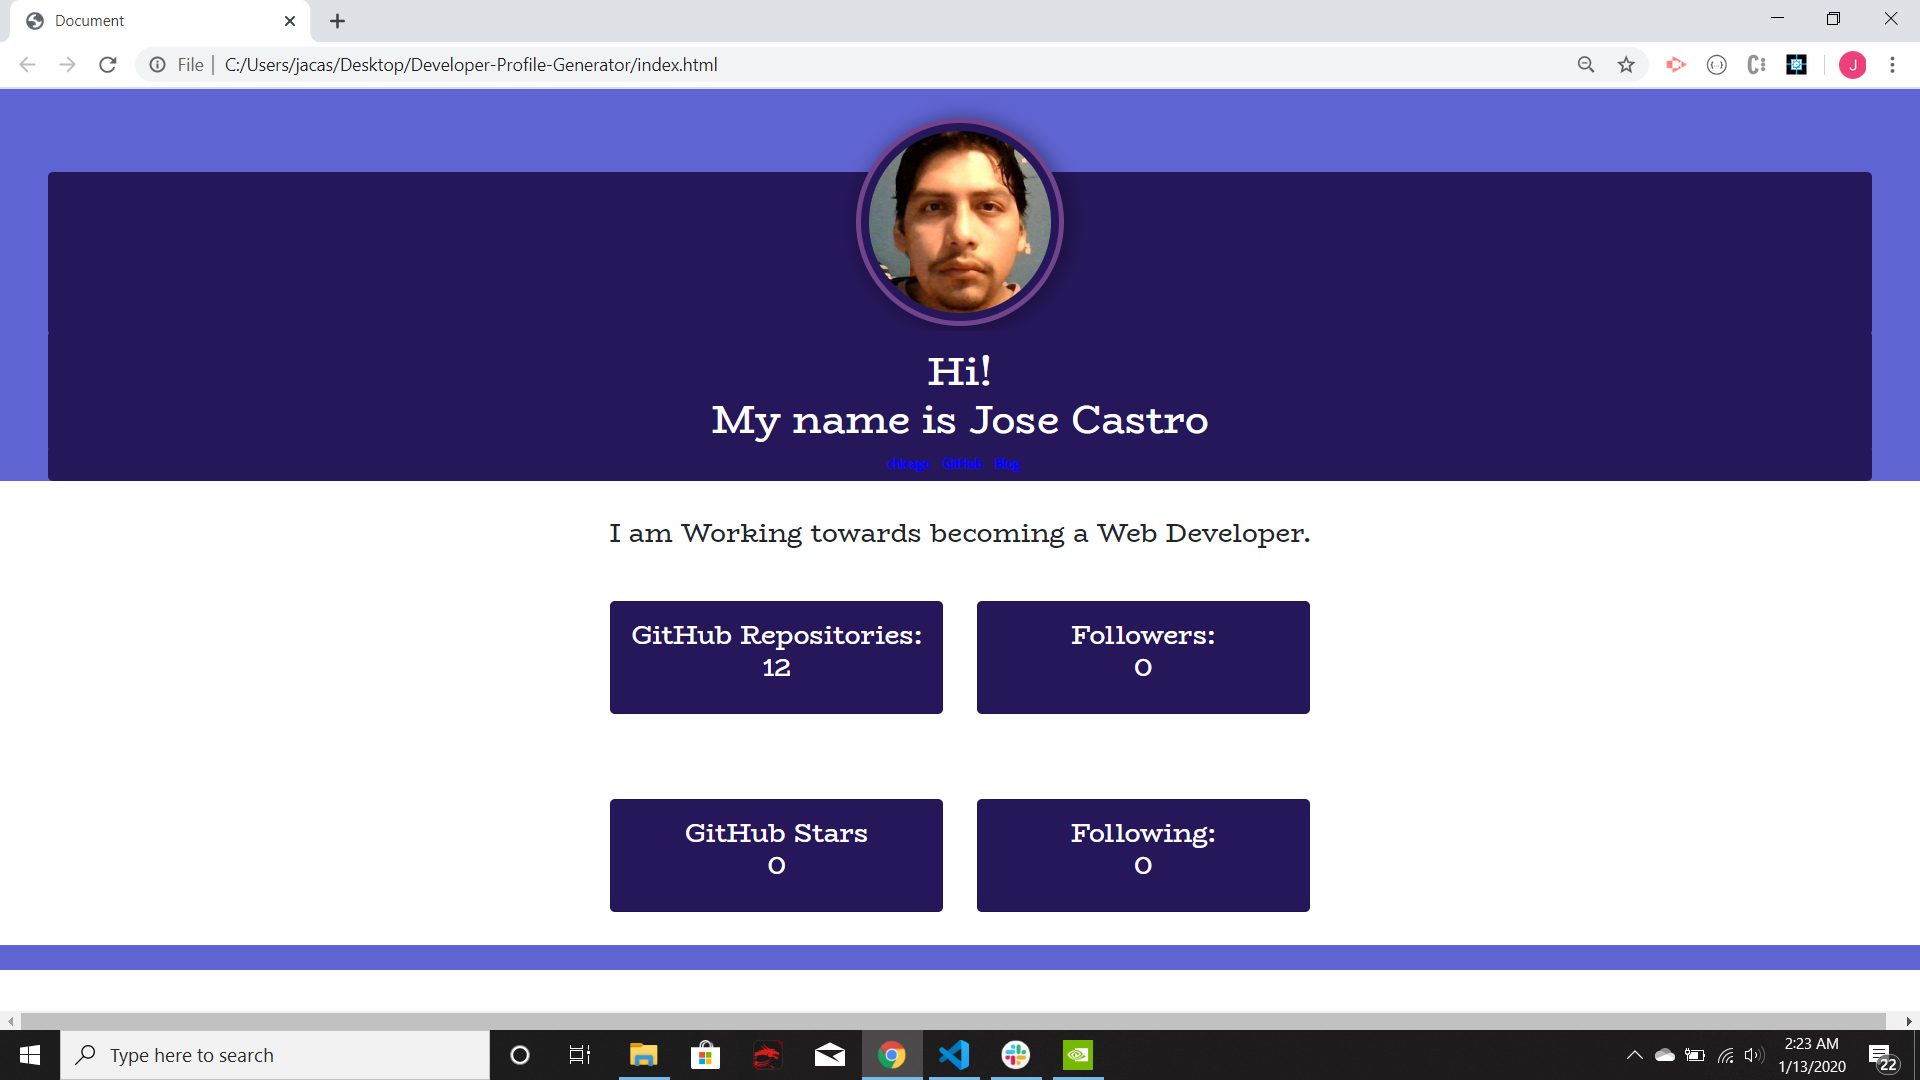 Document
File
C:/Users/jacas/Desktop/Developer-Profile-Generator/index.html
J
Hi!
My name is Jose Castro
chicago GitHub Blog
I am Working towards becoming a Web Developer.
GitHub Repositories:
12
Followers:
0
GitHub Stars
0
Following:
0
Type here to search
2:23 AM
1/13/2020
22